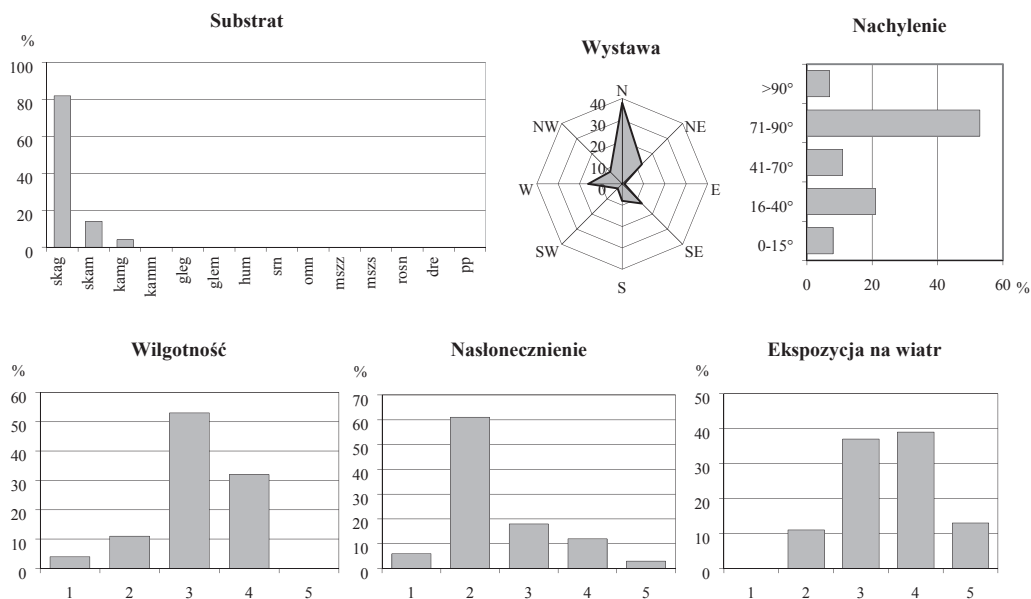 Substrat
%
100
80
60
40
20
0
skag
skam
kamg
kamm
gleg
glem
hum
srn
omn
mszz
mszs
rosn
dre
pp
Wystawa
N
NE
E
SE
S
SW
W
NW
40
30
20
10
0
Nachylenie
>90°
71-90°
41-70°
16-40°
0-15°
0 20 40 60 %
Wilgotność
%
60
50
40
30
20
10
0
1 2 3 4 5
Nasłonecznienie
%
70
60
50
40
30
20
10
0
1 2 3 4 5
Ekspozycja na wiatr
%
50
40
30
20
10
0
1 2 3 4 5